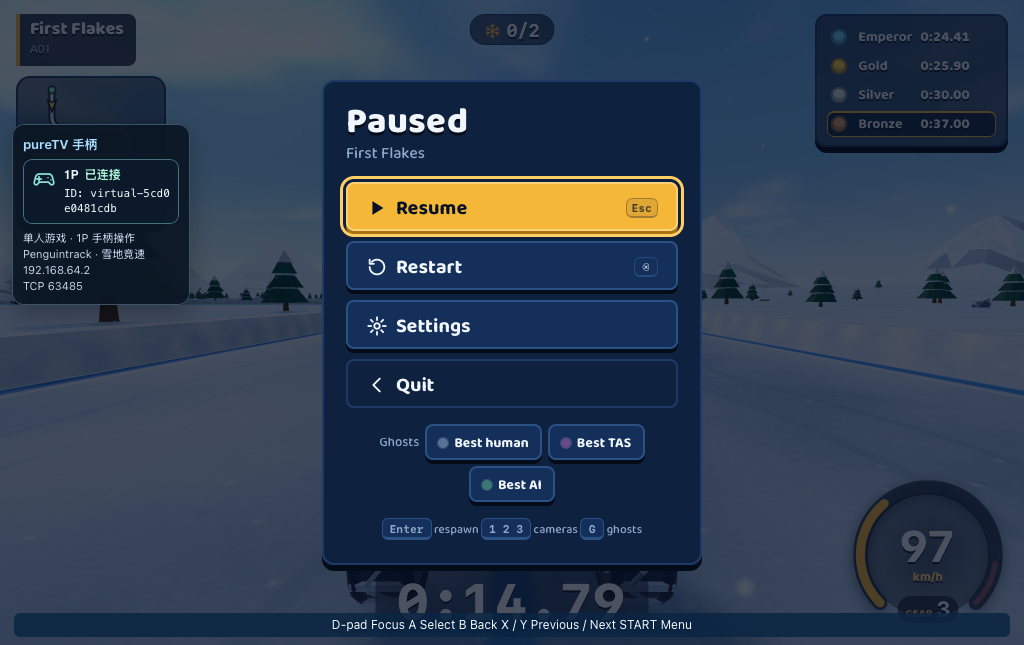 First Flakes
A01
0/2
Emperor 0:24.41
Gold 0:25.90
Silver 0:30.00
Bronze 0:37.00
pureTV 手柄
1P 已连接
ID: virtual-5cd0
e0481cdb
单人游戏 · 1P 手柄操作
Penguintrack · 雪地竞速
192.168.64.2
TCP 63485
Paused
First Flakes
Resume Esc
Restart ⌫
Settings
Quit
Ghosts Best human Best TAS
Best AI
Enter respawn 1 2 3 cameras G ghosts
97
km/h
GEAR 3
0:14.79
D-pad Focus A Select B Back X / Y Previous / Next START Menu